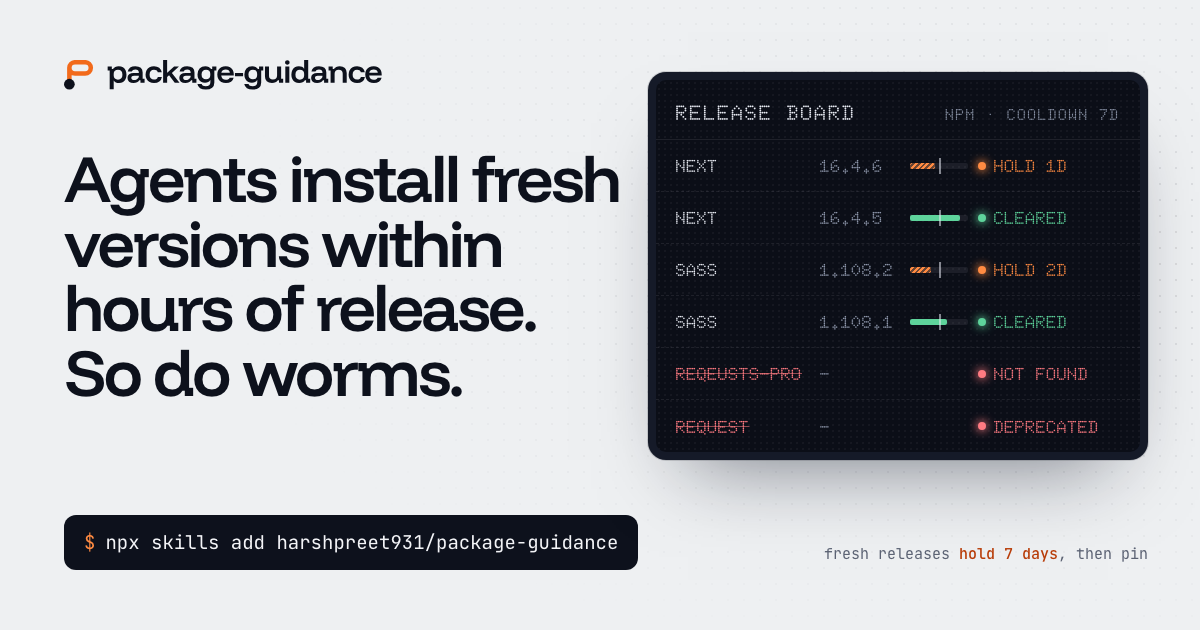 package-guidance
Agents install fresh
versions within
hours of release.
So do worms.
$ npx skills add harshpreet931/package-guidance
RELEASE BOARD NPM · COOLDOWN 7D
NEXT 16.4.6 HOLD 1D
NEXT 16.4.5 CLEARED
SASS 1.108.2 HOLD 2D
SASS 1.108.1 CLEARED
REQEUSTS-PRO — NOT FOUND
REQUEST — DEPRECATED
fresh releases hold 7 days, then pin